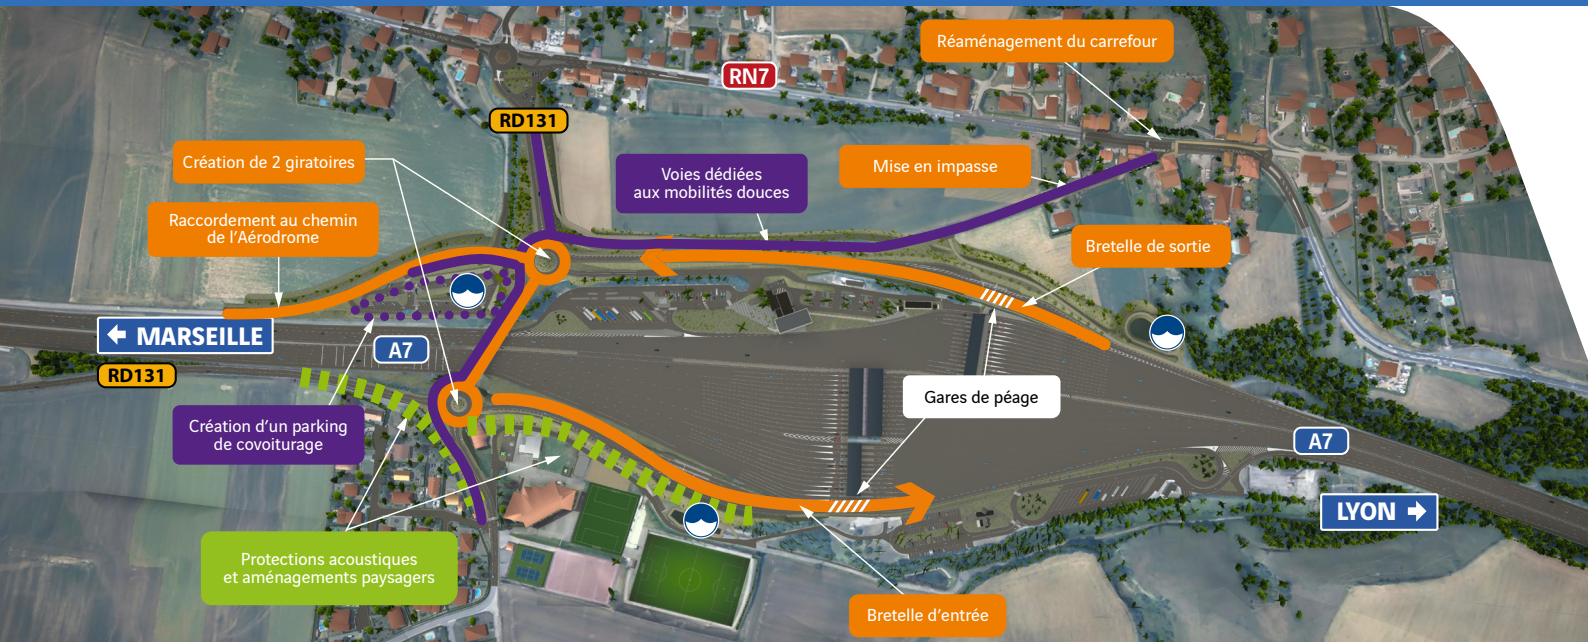 Réaménagement du carrefour
RN7
RD131
Création de 2 giratoires
Voies dédiées
aux mobilités douces
Mise en impasse
Raccordement au chemin
de l'Aérodrome
Bretelle de sortie
MARSEILLE
A7
RD131
Gares de péage
Création d'un parking
de covoiturage
A7
LYON
Protections acoustiques
et aménagements paysagers
Bretelle d'entrée